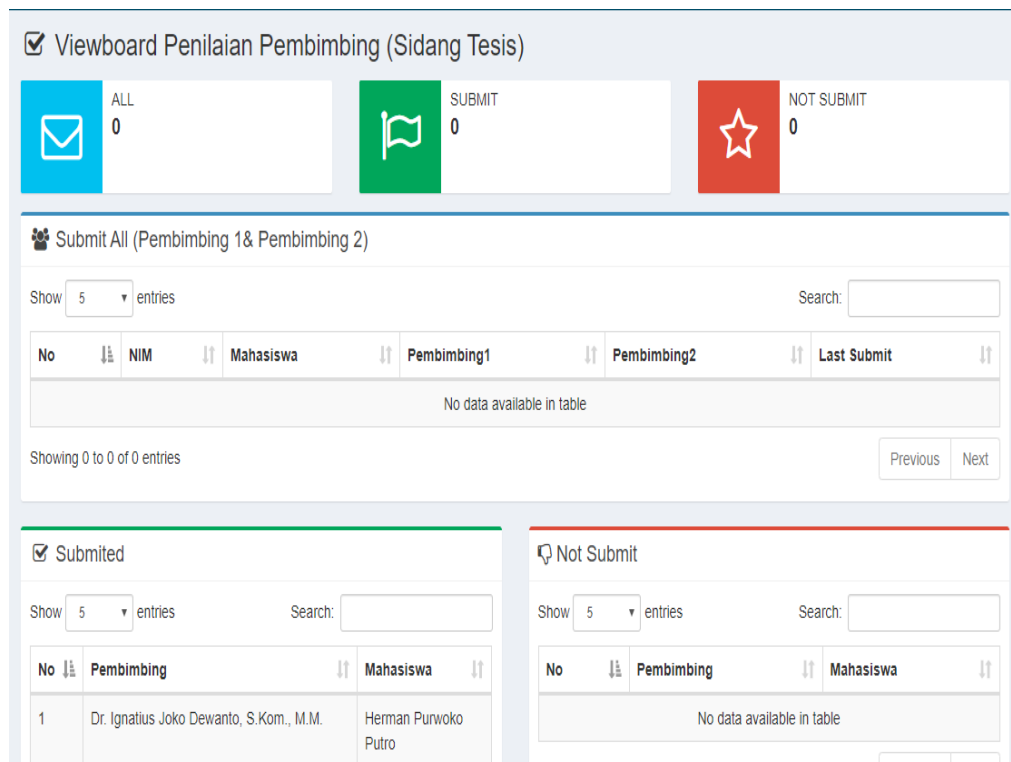 Viewboard Penilaian Pembimbing (Sidang Tesis)
ALL
0
SUBMIT
0
NOT SUBMIT
0
Submit All (Pembimbing 1& Pembimbing 2)
Show 5 entries Search:
No NIM Mahasiswa Pembimbing1 Pembimbing2 Last Submit
No data available in table
Showing 0 to 0 of 0 entries Previous Next
Submited
Show 5 entries Search:
No Pembimbing Mahasiswa
1 Dr. Ignatius Joko Dewanto, S.Kom., M.M. Herman Purwoko
Putro
Not Submit
Show 5 entries Search:
No Pembimbing Mahasiswa
No data available in table